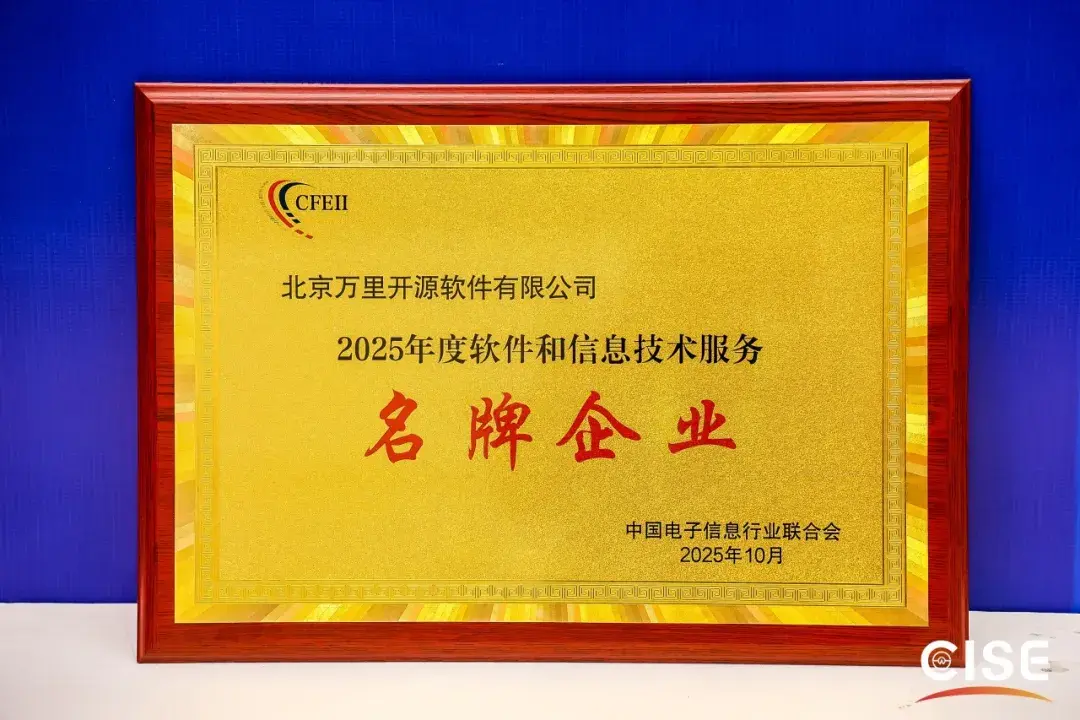 CFEII
北京万里开源软件有限公司
2025年度软件和信息技术服务
名牌企业
中国电子信息行业联合会
2025年10月
CISE